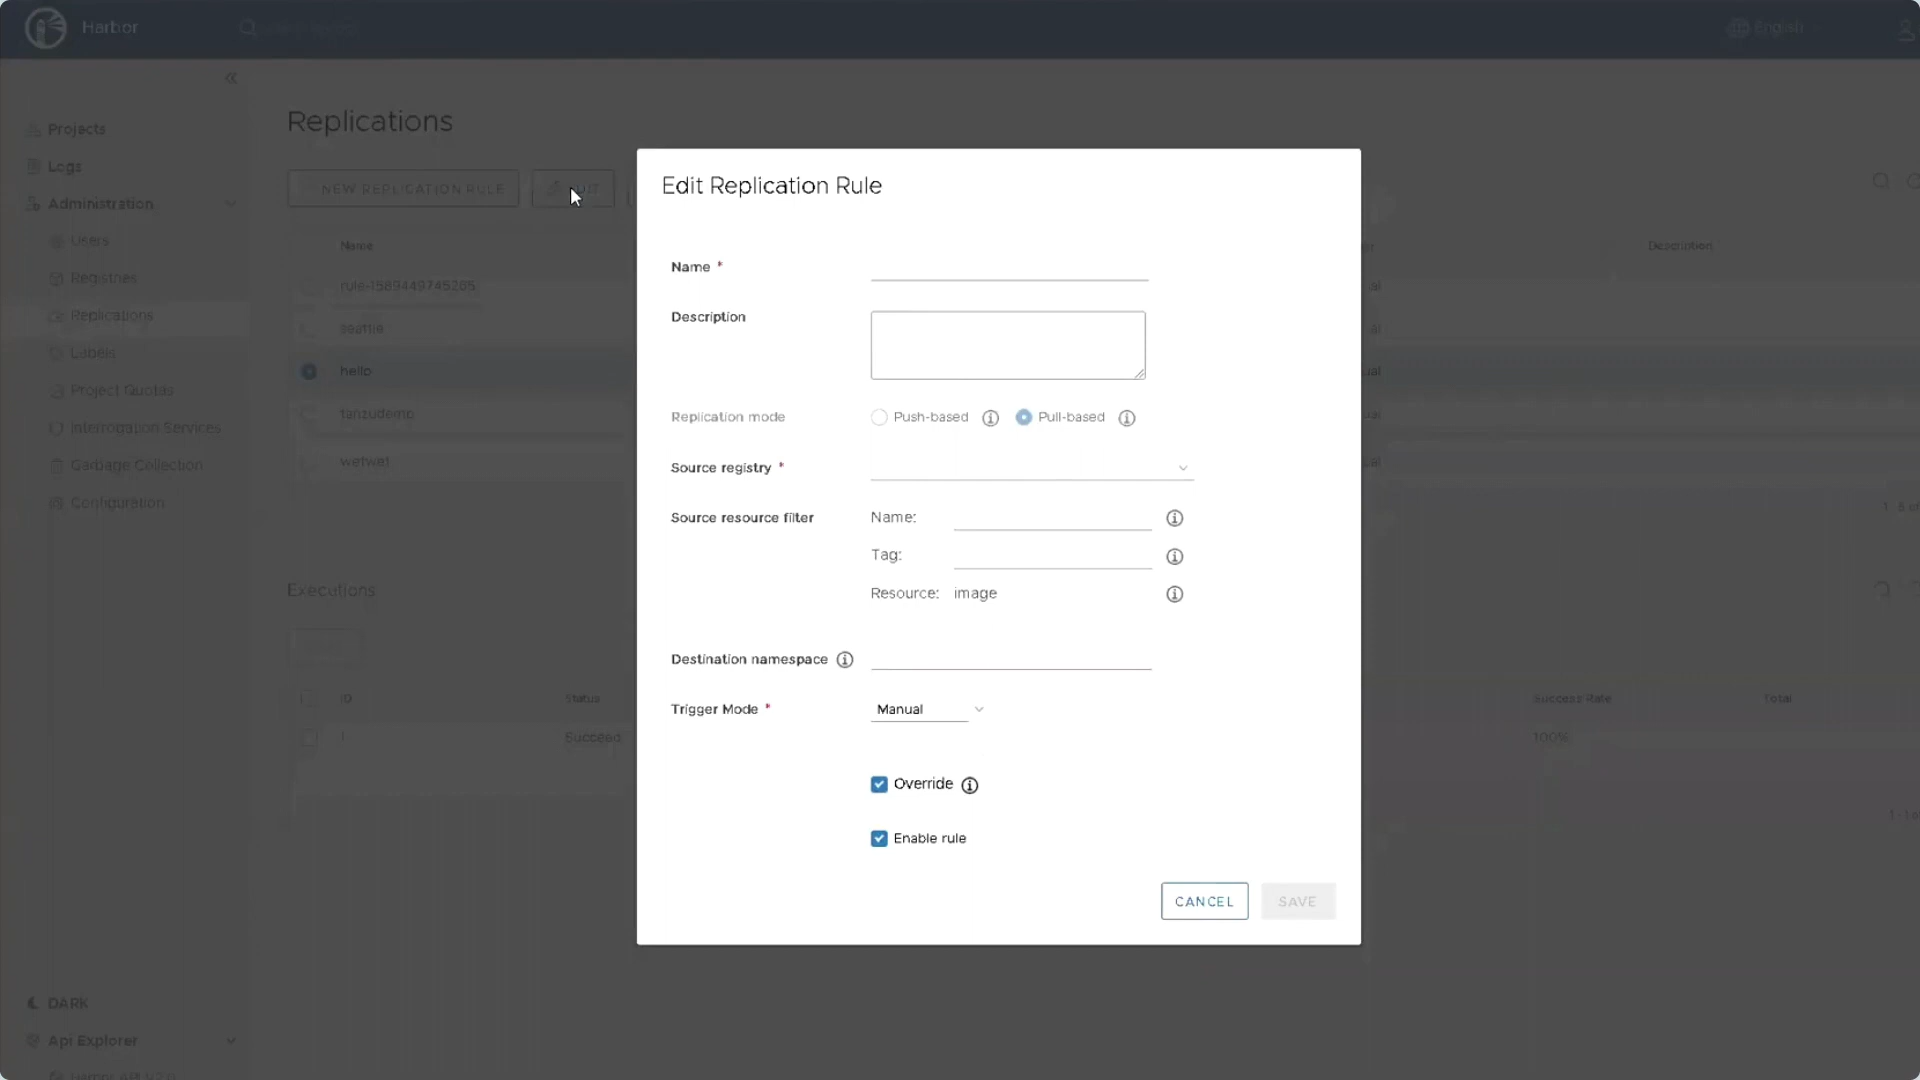 Harbor
English
Projects
Logs
Administration
Users
Registries
Replications
Labels
Project Quotas
Interrogation Services
Garbage Collection
Configuration
DARK
Api Explorer
Replications
NEW REPLICATION RULE
Name
Description
rule-1589449745265
seattle
hello
tanzudemo
wetwet
Executions
ID
Status
Success Rate
Total
1
Succeed
100%
Edit Replication Rule
Name *
Description
Replication mode
Push-based
Pull-based
Source registry *
Source resource filter
Name:
Tag:
Resource: image
Destination namespace
Trigger Mode *
Manual
Override
Enable rule
CANCEL
SAVE